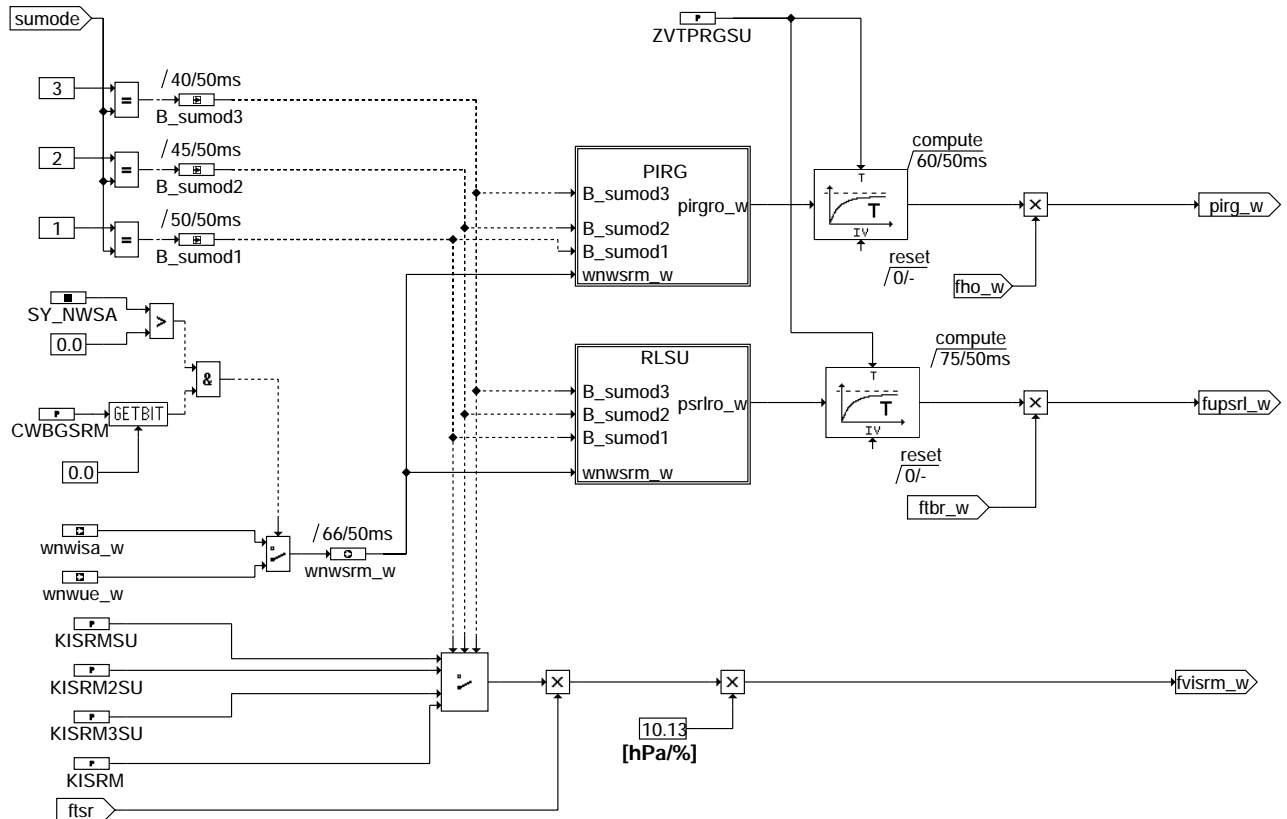 sumode
P
ZVTPRGSU
3
=
/40/50ms
B_sumod3
2
=
/45/50ms
B_sumod2
1
=
/50/50ms
B_sumod1
PIRG
B_sumod3
B_sumod2
B_sumod1
wnwsrm_w
pirgro_w
compute
/60/50ms
T
T
IV
reset
/0/-
fho_w
pirg_w
SY_NWSA
0.0
>
&
P
CWBGSRM
GETBIT
0.0
RLSU
B_sumod3
B_sumod2
B_sumod1
wnwsrm_w
psrlro_w
compute
/75/50ms
T
T
IV
reset
/0/-
ftbr_w
fupsrl_w
wnwisa_w
wnwue_w
/66/50ms
wnwsrm_w
P
KISRMSU
P
KISRM2SU
P
KISRM3SU
P
KISRM
ftsr
10.13
[hPa/%]
fvisrm_w